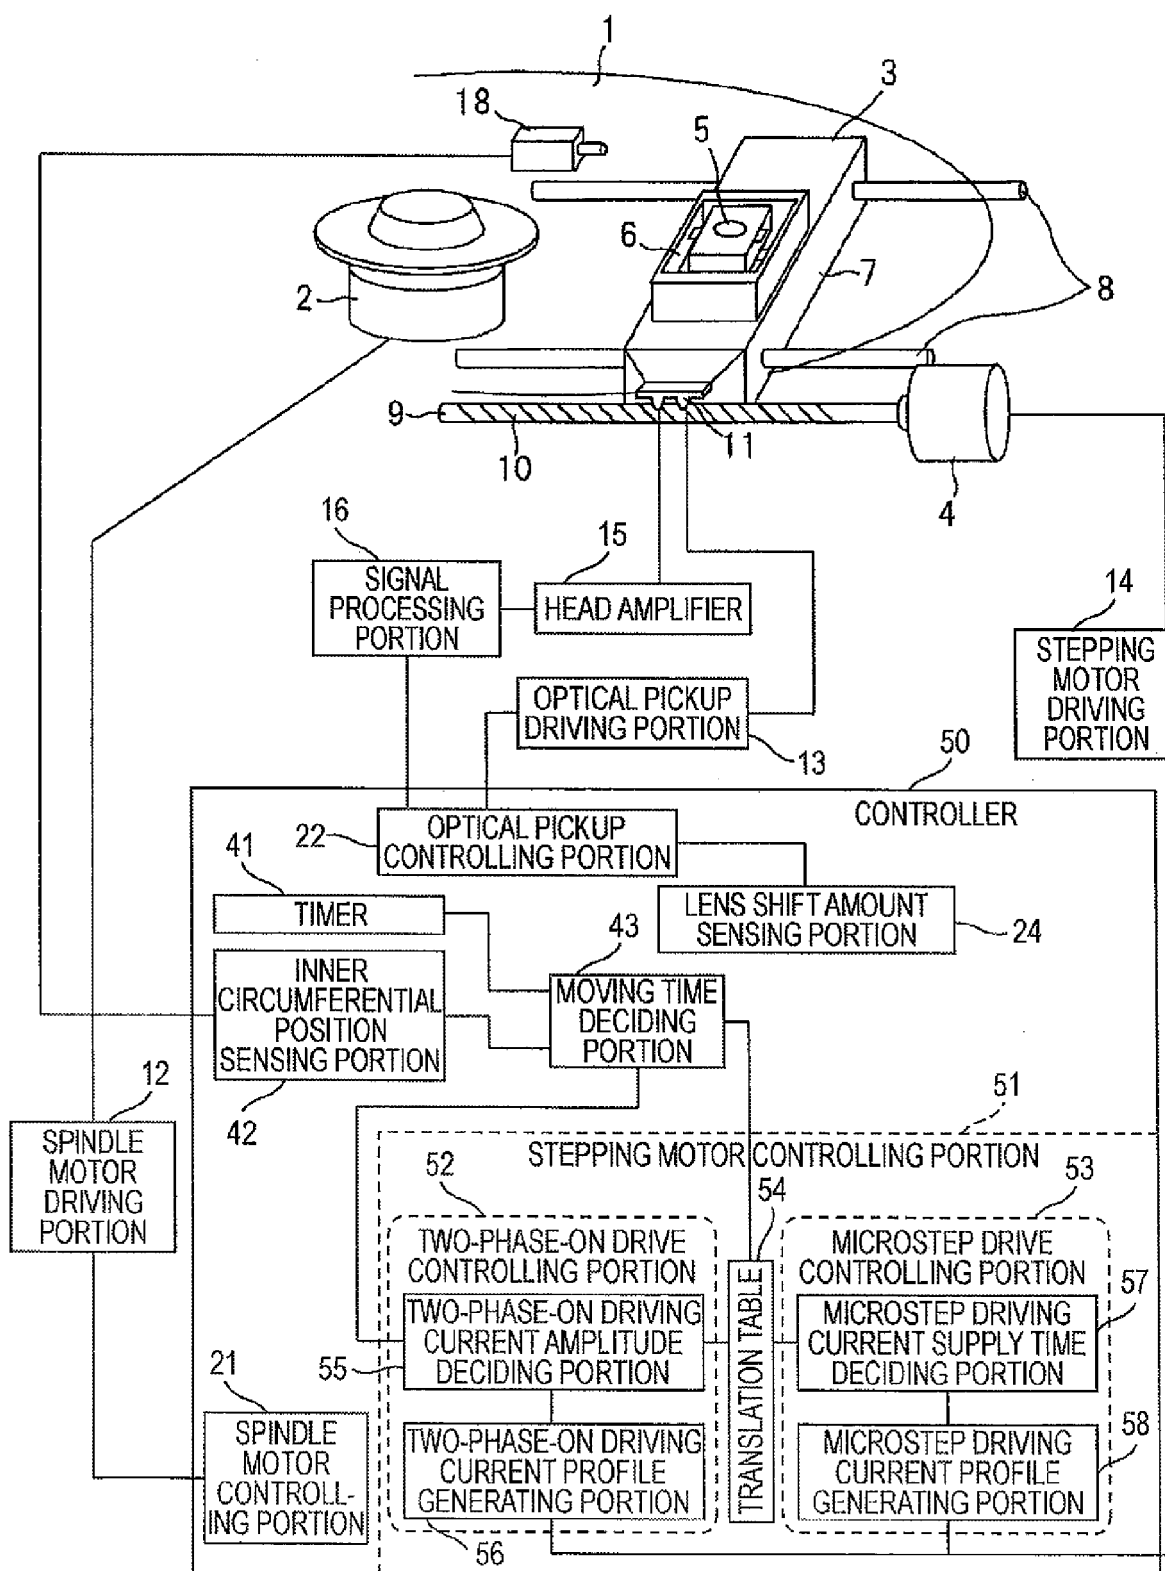 1
3
18
5
6
7
8
2
9
10
11
4
16
15
14
SIGNAL
PROCESSING
PORTION
HEAD AMPLIFIER
STEPPING
MOTOR
DRIVING
PORTION
OPTICAL PICKUP
DRIVING PORTION
13
50
CONTROLLER
22
OPTICAL PICKUP
CONTROLLING PORTION
41
TIMER
LENS SHIFT AMOUNT
SENSING PORTION
24
43
INNER
CIRCUMFERENTIAL
POSITION
SENSING PORTION
MOVING TIME
DECIDING
PORTION
42
12
SPINDLE
MOTOR
DRIVING
PORTION
51
STEPPING MOTOR CONTROLLING PORTION
52
54
53
TWO-PHASE-ON DRIVE
CONTROLLING PORTION
MICROSTEP DRIVE
CONTROLLING PORTION
57
TWO-PHASE-ON DRIVING
CURRENT AMPLITUDE
DECIDING PORTION
55
TRANSLATION TABLE
MICROSTEP DRIVING
CURRENT SUPPLY TIME
DECIDING PORTION
21
SPINDLE
MOTOR
CONTROLL-
ING PORTION
TWO-PHASE-ON DRIVING
CURRENT PROFILE
GENERATING PORTION
56
MICROSTEP DRIVING
CURRENT PROFILE
GENERATING PORTION
58